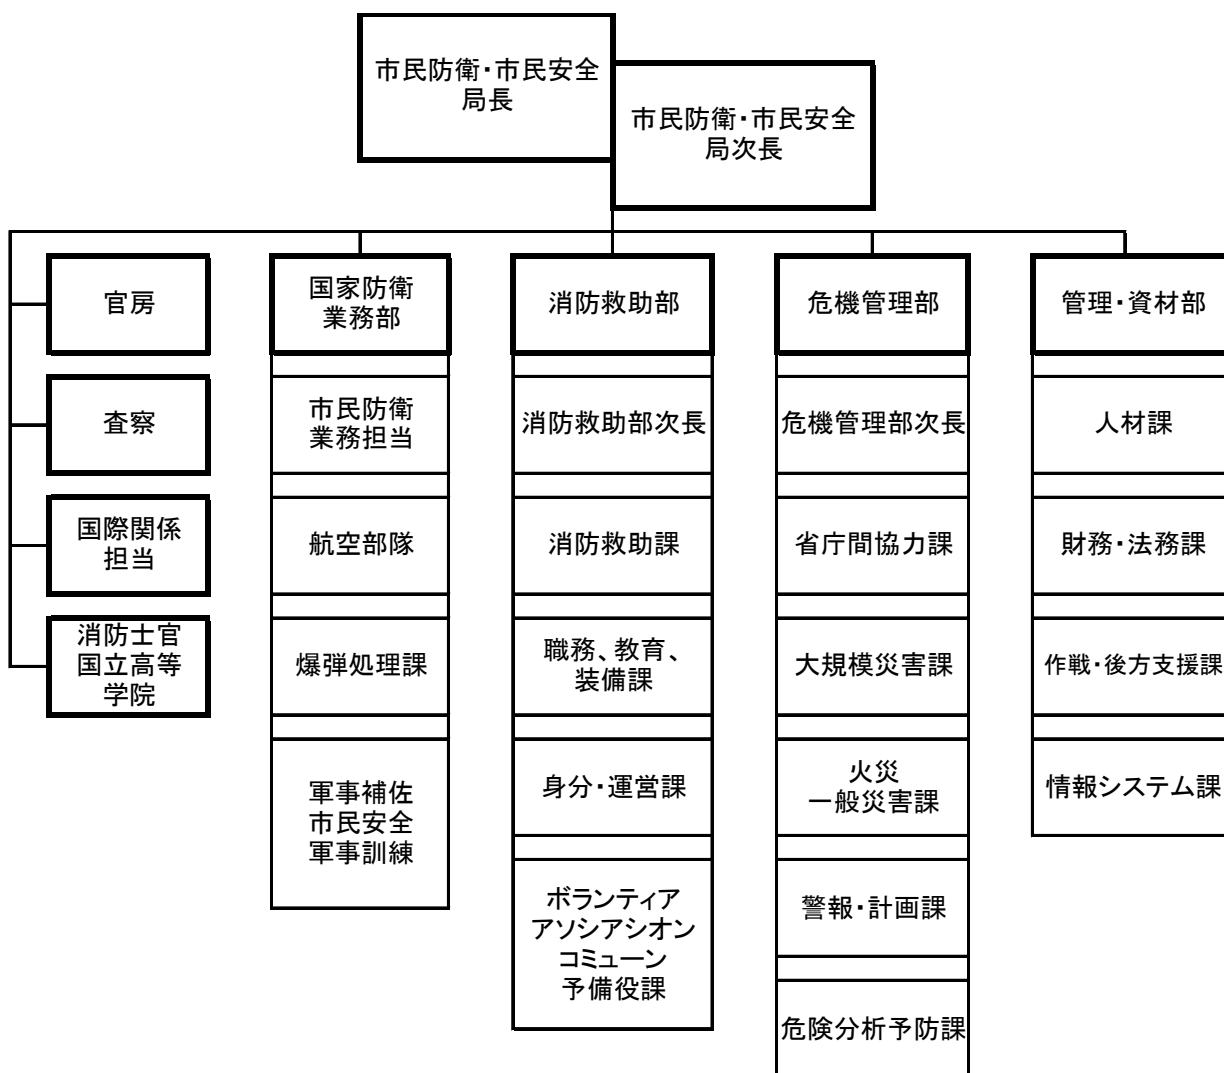 市民防衛・市民安全
局長
市民防衛・市民安全
局次長
官房
査察
国際関係
担当
消防士官
国立高等
学院
国家防衛
業務部
市民防衛
業務担当
航空部隊
爆弾処理課
軍事補佐
市民安全
軍事訓練
消防救助部
消防救助部次長
消防救助課
職務、教育、
装備課
身分・運営課
ボランティア
アソシアシオン
コミューン
予備役課
危機管理部
危機管理部次長
省庁間協力課
大規模災害課
火災
一般災害課
警報・計画課
危険分析予防課
管理・資材部
人材課
財務・法務課
作戦・後方支援課
情報システム課